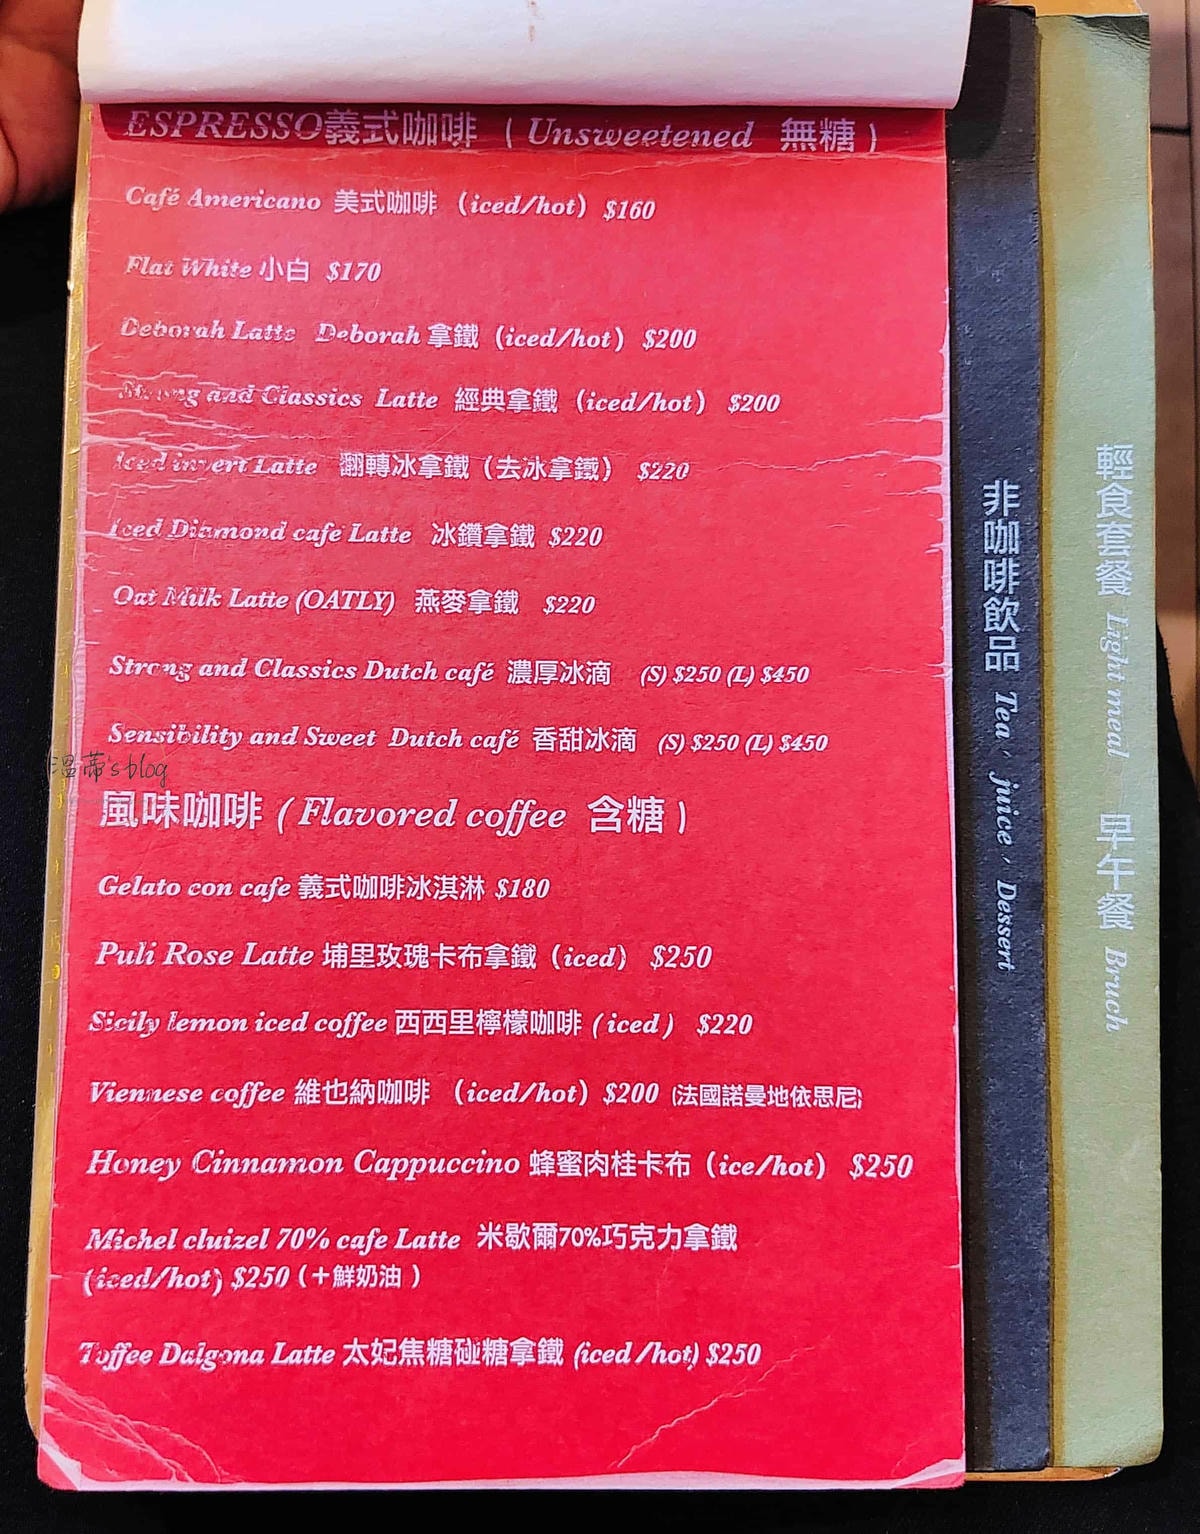 ESPRESSO義式咖啡 ( Unsweetened 無糖 )
Café Americano 美式咖啡 (iced/hot) $160
Flat White 小白 $170
Deborah Latte Deborah 拿鐵 (iced/hot) $200
Strong and Classics Latte 經典拿鐵 (iced/hot) $200
Iced invert Latte 翻轉冰拿鐵 (去冰拿鐵) $220
Iced Diamond cafe Latte 冰鑽拿鐵 $220
Oat Milk Latte (OATLY) 燕麥拿鐵 $220
Strong and Classics Dutch café 濃厚冰滴 (S) $250 (L) $450
Sensibility and Sweet Dutch café 香甜冰滴 (S) $250 (L) $450
溫蒂's blog
風味咖啡 ( Flavored coffee 含糖 )
Gelato con cafe 義式咖啡冰淇淋 $180
Puli Rose Latte 埔里玫瑰卡布拿鐵 (iced) $250
Sicily lemon iced coffee 西西里檸檬咖啡 ( iced ) $220
Viennese coffee 維也納咖啡 (iced/hot) $200 (法國諾曼地依思尼)
Honey Cinnamon Cappuccino 蜂蜜肉桂卡布 (ice/hot) $250
Michel cluizel 70% cafe Latte 米歇爾70%巧克力拿鐵
(iced/hot) $250 (+鮮奶油 )
Toffee Dalgona Latte 太妃焦糖碰糖拿鐵 (iced /hot) $250
非咖啡飲品 Tea、juice、Dessert
輕食套餐 Light meal 早午餐 Bruch